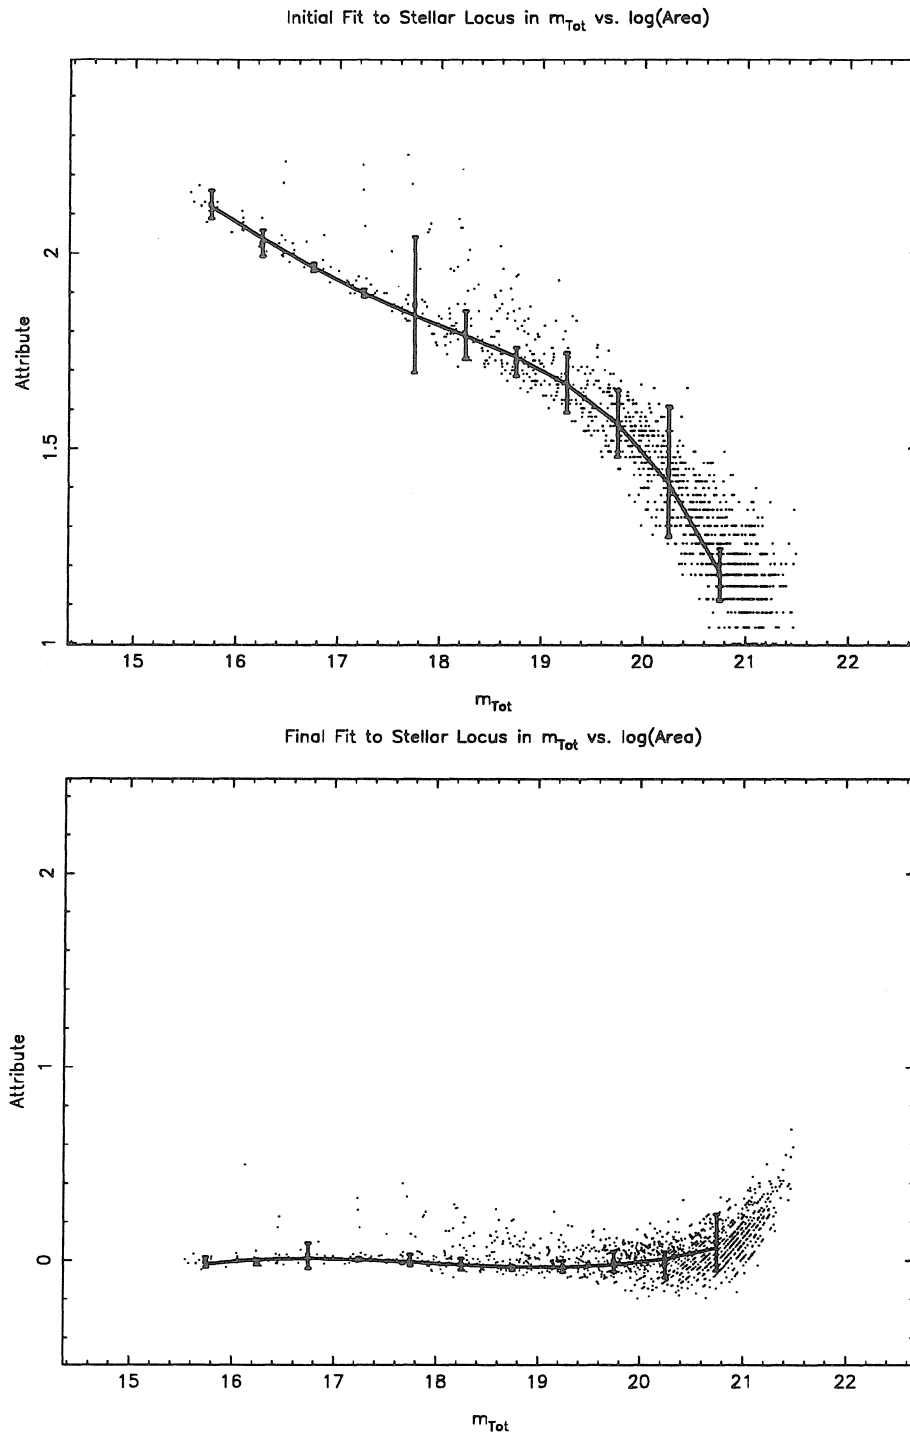 Initial Fit to Stellar Locus in m_Tot vs. log(Area)
2
1.5
1
Attribute
15 16 17 18 19 20 21 22
m_Tot
Final Fit to Stellar Locus in m_Tot vs. log(Area)
2
1
0
Attribute
15 16 17 18 19 20 21 22
m_Tot